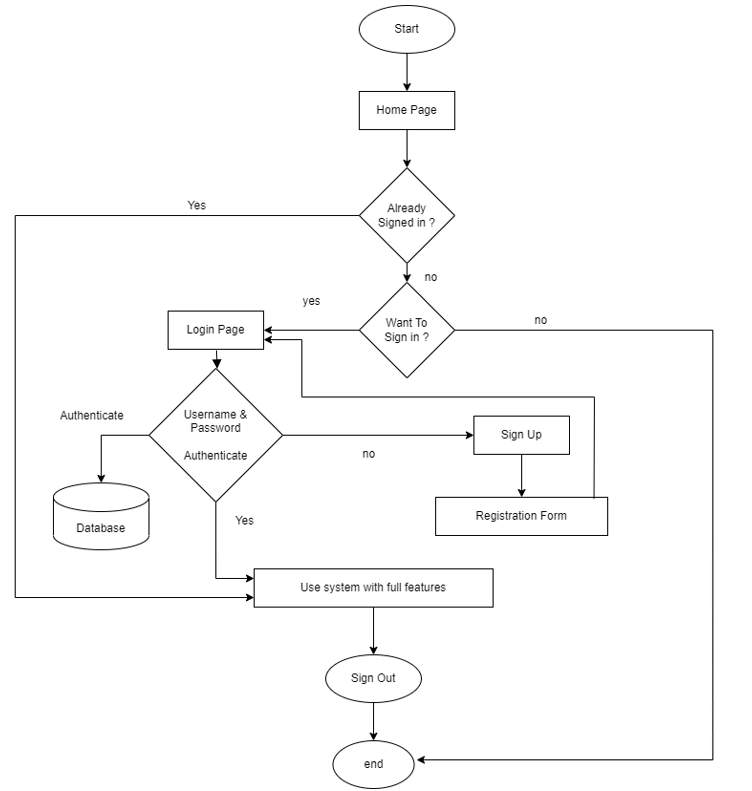 Start
Home Page
Yes
Already
Signed in ?
no
yes
Want To
Sign in ?
no
Login Page
Authenticate
Username &
Password
Authenticate
no
Sign Up
Registration Form
Database
Yes
Use system with full features
Sign Out
end